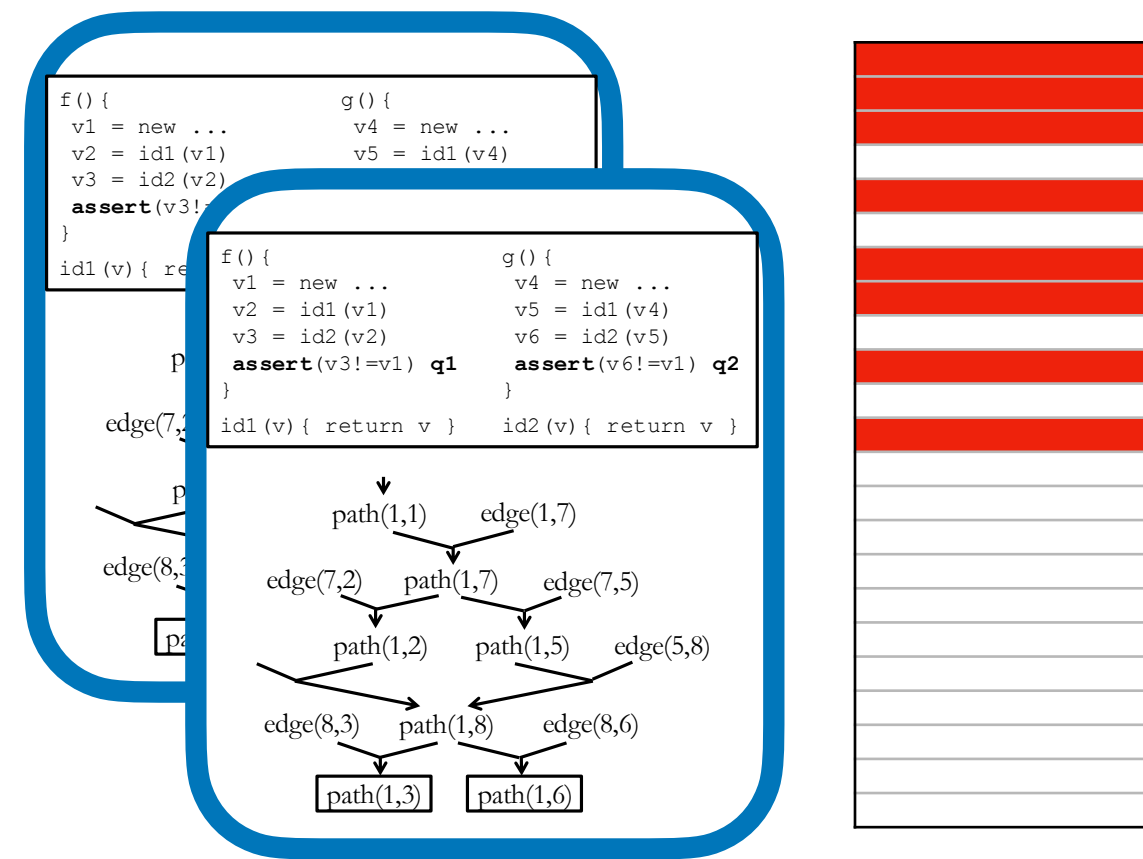 f(){ g(){
v1 = new ... v4 = new ...
v2 = id1(v1) v5 = id1(v4)
v3 = id2(v2)
assert(v3!
}
id1(v){ re
edge(7,2
edge(8,3
f(){ g(){
v1 = new ... v4 = new ...
v2 = id1(v1) v5 = id1(v4)
v3 = id2(v2) v6 = id2(v5)
assert(v3!=v1) q1 assert(v6!=v1) q2
} }
id1(v){ return v } id2(v){ return v }
path(1,1) edge(1,7)
edge(7,2) path(1,7) edge(7,5)
path(1,2) path(1,5) edge(5,8)
edge(8,3) path(1,8) edge(8,6)
path(1,3) path(1,6)